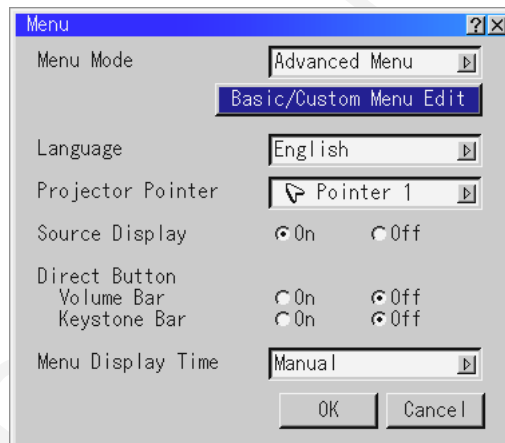 Menu
Menu Mode Advanced Menu
Basic/Custom Menu Edit
Language English
Projector Pointer Pointer 1
Source Display On Off
Direct Button
Volume Bar On Off
Keystone Bar On Off
Menu Display Time Manual
OK Cancel